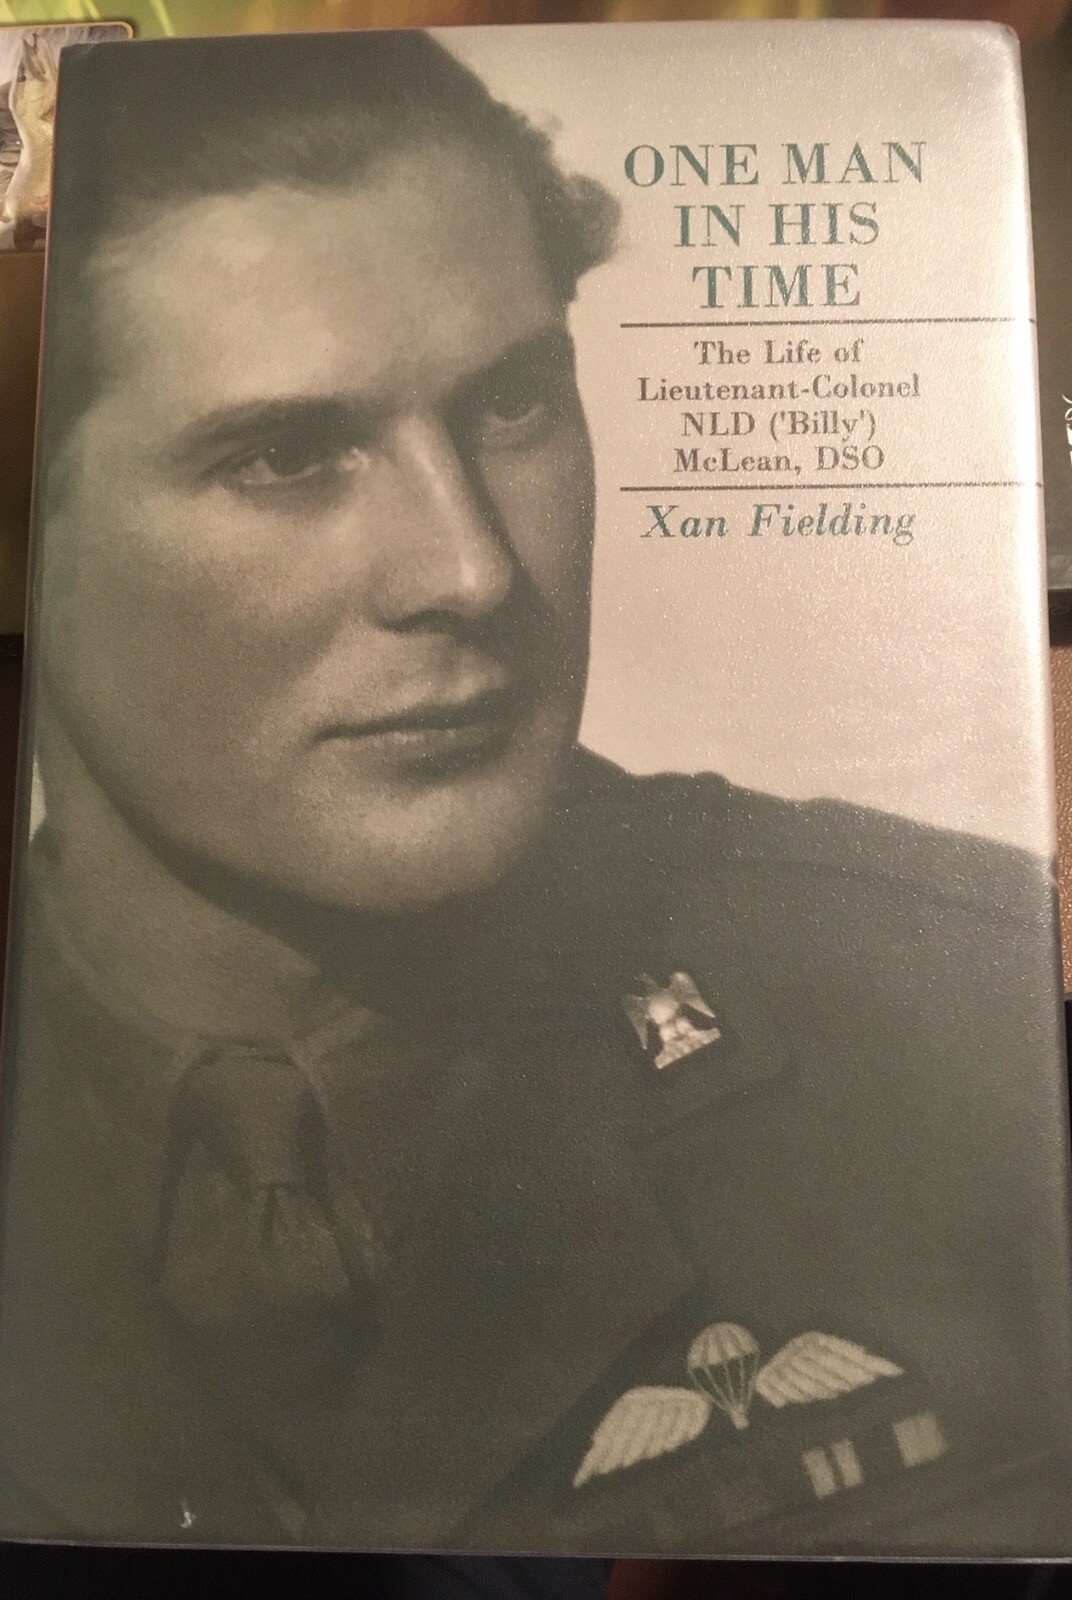 ONE MAN
IN HIS
TIME
The Life of
Lieutenant-Colonel
NLD ('Billy')
McLean, DSO
Xan Fielding